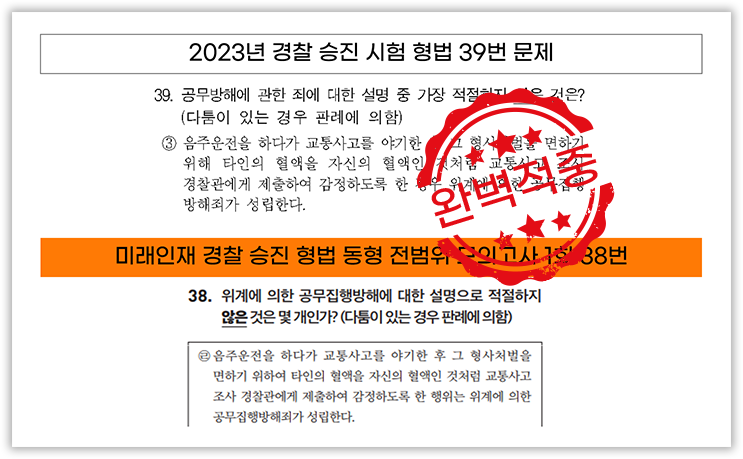 2023년 경찰 승진 시험 형법 39번 문제
39. 공무방해에 관한 죄에 대한 설명 중 가장 적절하지 않은 것은?
(다툼이 있는 경우 판례에 의함)
③ 음주운전을 하다가 교통사고를 야기한 후 그 형사처벌을 면하기
위해 타인의 혈액을 자신의 혈액인 것처럼 교통사고 조사
경찰관에게 제출하여 감정하도록 한 경우 위계에 의한 공무집행
방해죄가 성립한다.
완벽적중
미래인재 경찰 승진 형법 동형 전범위 모의고사 1회 38번
38. 위계에 의한 공무집행방해에 대한 설명으로 적절하지
않은 것은 몇 개인가? (다툼이 있는 경우 판례에 의함)
㉢ 음주운전을 하다가 교통사고를 야기한 후 그 형사처벌을
면하기 위하여 타인의 혈액을 자신의 혈액인 것처럼 교통사고
조사 경찰관에게 제출하여 감정하도록 한 행위는 위계에 의한
공무집행방해죄가 성립한다.